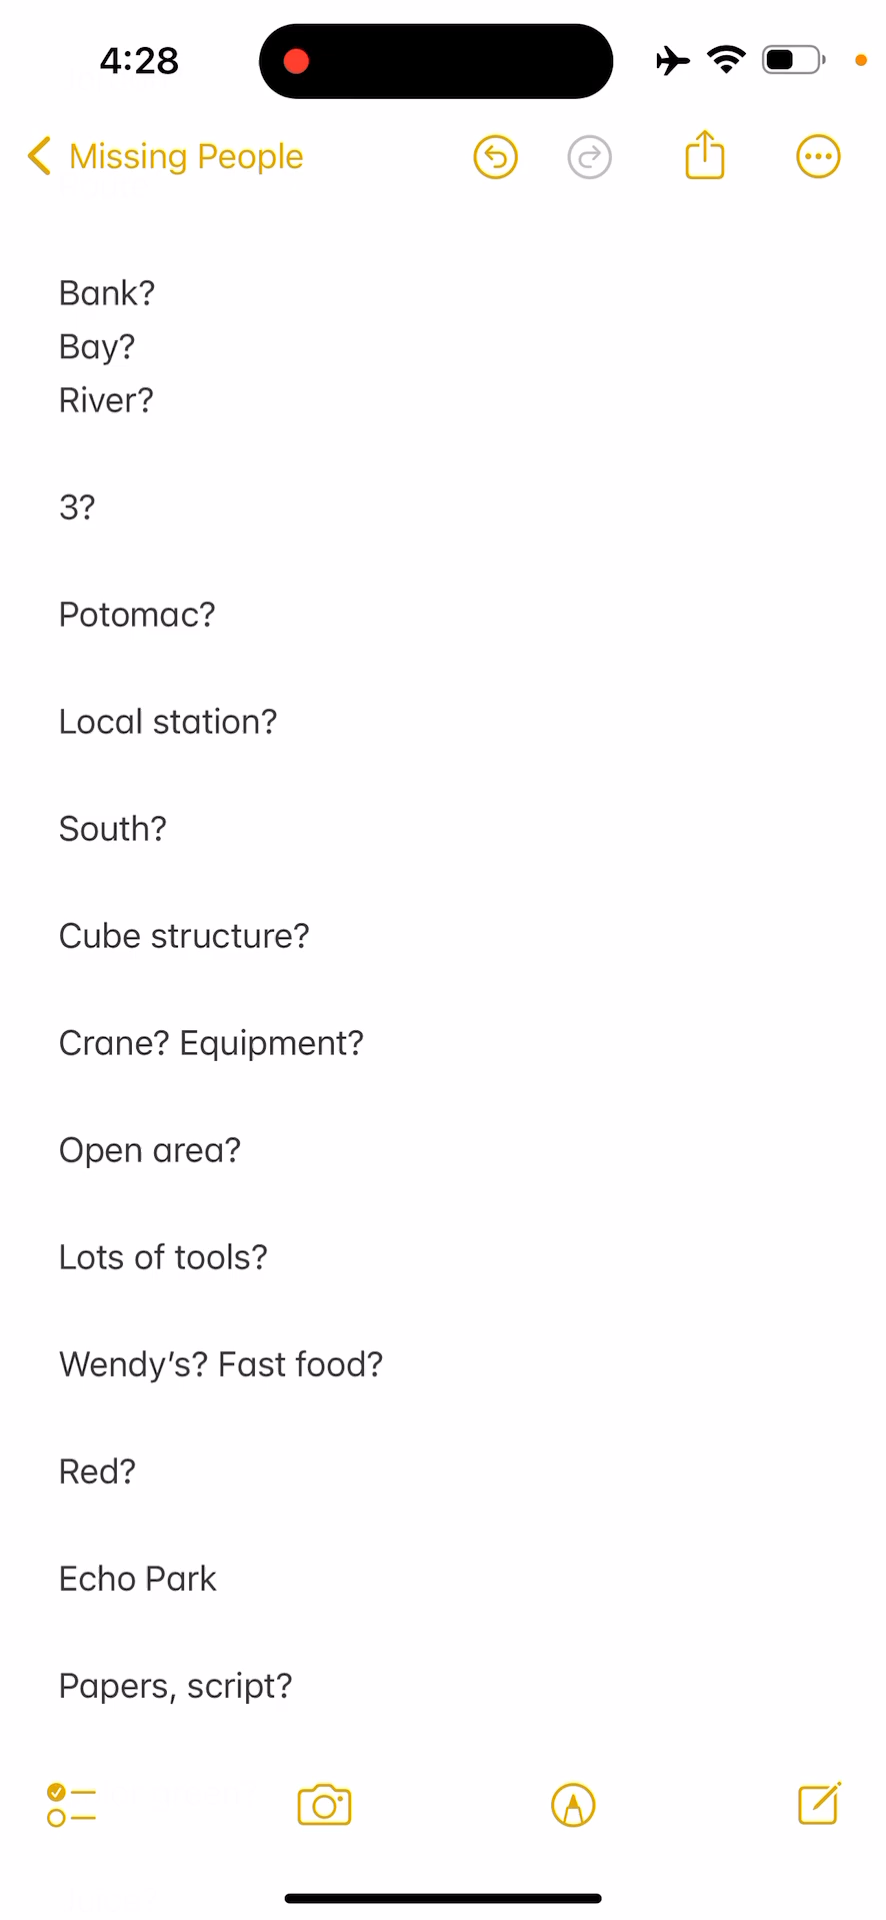 4:28
Missing People
Bank?
Bay?
River?
3?
Potomac?
Local station?
South?
Cube structure?
Crane? Equipment?
Open area?
Lots of tools?
Wendy’s? Fast food?
Red?
Echo Park
Papers, script?